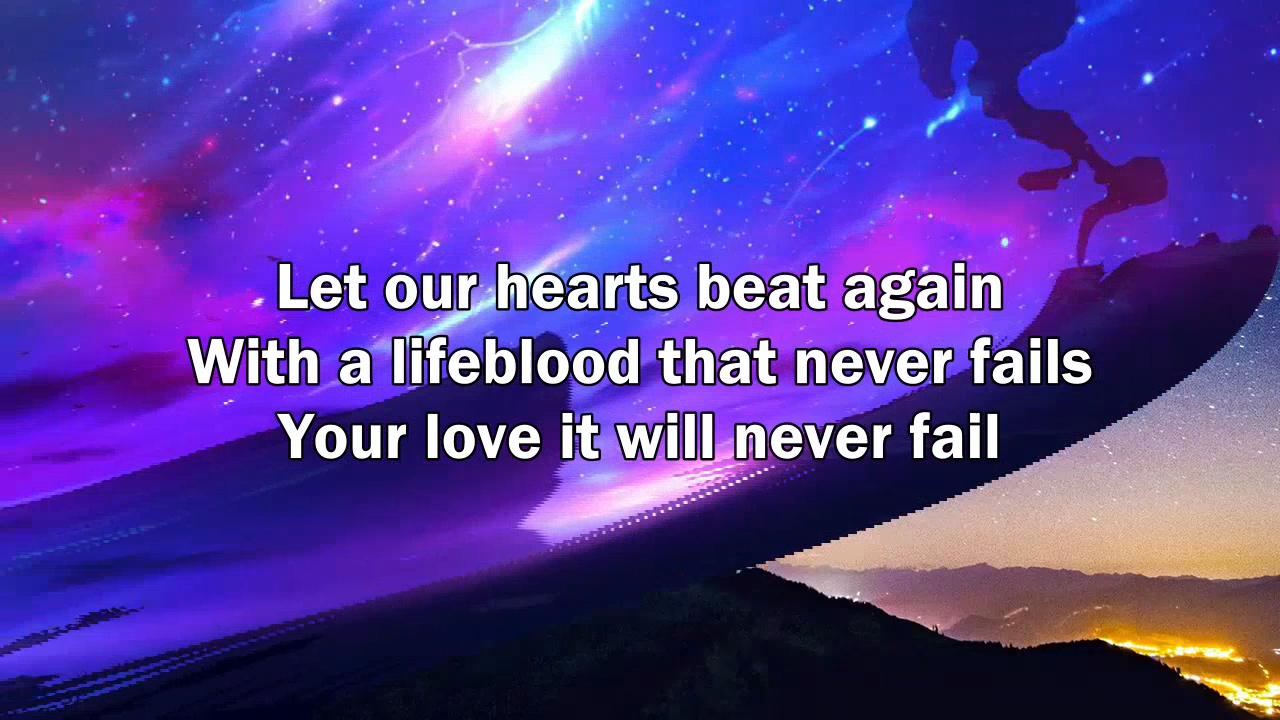 Let our hearts beat again
With a lifeblood that never fails
Your love it will never fail